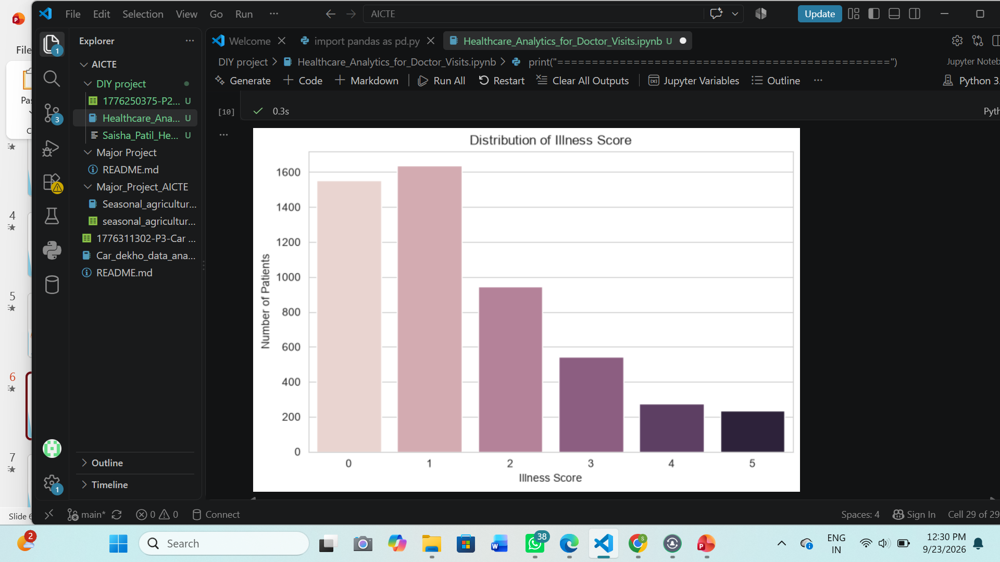 File Edit Selection View Go Run ··· AICTE Update
Explorer ···
AICTE
DIY project
1776250375-P2... U
Healthcare_Ana... U
Saisha_Patil_He... U
Major Project
README.md
Major_Project_AICTE
Seasonal_agricultur...
seasonal_agricultur...
1776311302-P3-Car ...
Car_dekho_data_ana...
README.md
Outline
Timeline
1
3
1
Welcome import pandas as pd.py Healthcare_Analytics_for_Doctor_Visits.ipynb U
DIY project > Healthcare_Analytics_for_Doctor_Visits.ipynb > print("================================================")
Generate + Code + Markdown Run All Restart Clear All Outputs Jupyter Variables Outline ···
Jupyter Noteb
Python 3.
[10] 0.3s
Pyth
Distribution of Illness Score
Number of Patients
1600
1400
1200
1000
800
600
400
200
0
0 1 2 3 4 5
Illness Score
main* 0 0 Connect Spaces: 4 Sign In Cell 29 of 29
File
Pas
C
4
5
6
7
Slide 6
2
Search
38
ENG
IN
12:30 PM
9/23/2026